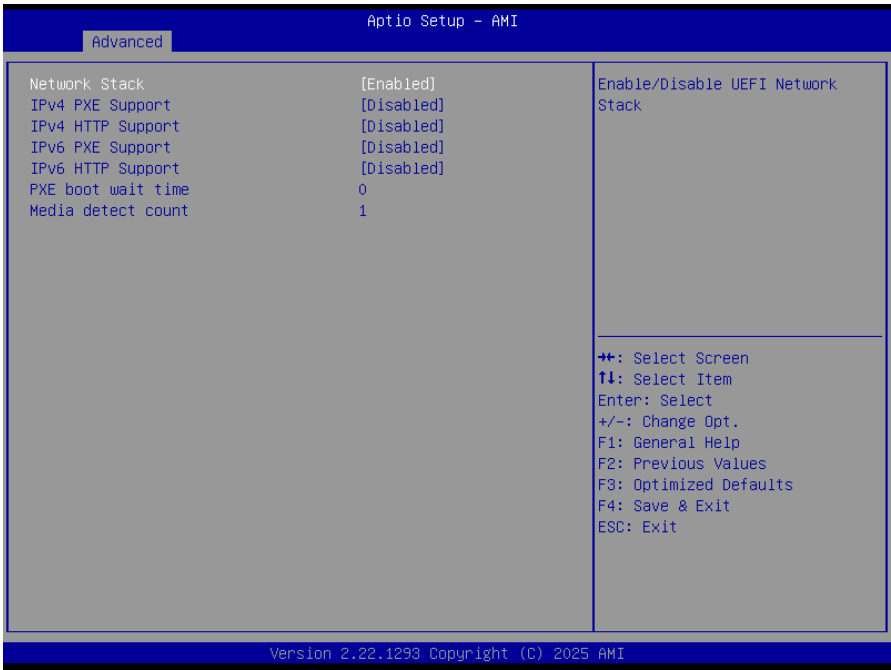 Aptio Setup - AMI
Advanced
Network Stack [Enabled]
IPv4 PXE Support [Disabled]
IPv4 HTTP Support [Disabled]
IPv6 PXE Support [Disabled]
IPv6 HTTP Support [Disabled]
PXE boot wait time 0
Media detect count 1
Enable/Disable UEFI Network
Stack
→←: Select Screen
↑↓: Select Item
Enter: Select
+/-: Change Opt.
F1: General Help
F2: Previous Values
F3: Optimized Defaults
F4: Save & Exit
ESC: Exit
Version 2.22.1293 Copyright (C) 2025 AMI